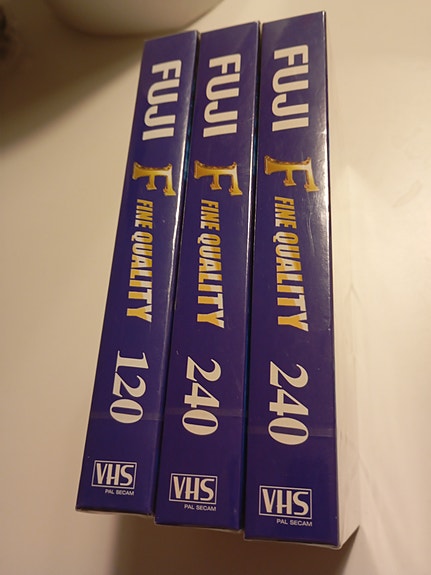 FUJI
F
FINE QUALITY
120
VHS
PAL SECAM
FUJI
F
FINE QUALITY
240
VHS
PAL SECAM
FUJI
F
FINE QUALITY
240
VHS
PAL SECAM